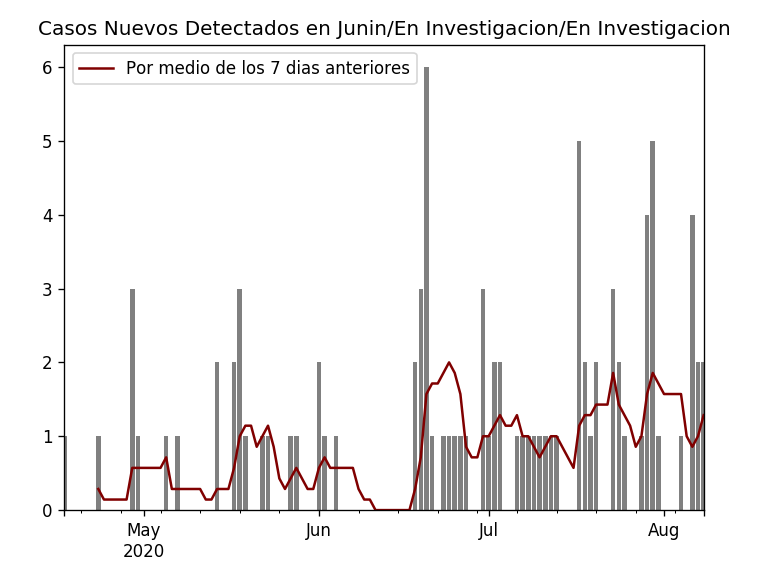 Casos Nuevos Detectados en Junin/En Investigacion/En Investigacion
Por medio de los 7 dias anteriores
6
5
4
3
2
1
0
May Jun Jul Aug
2020